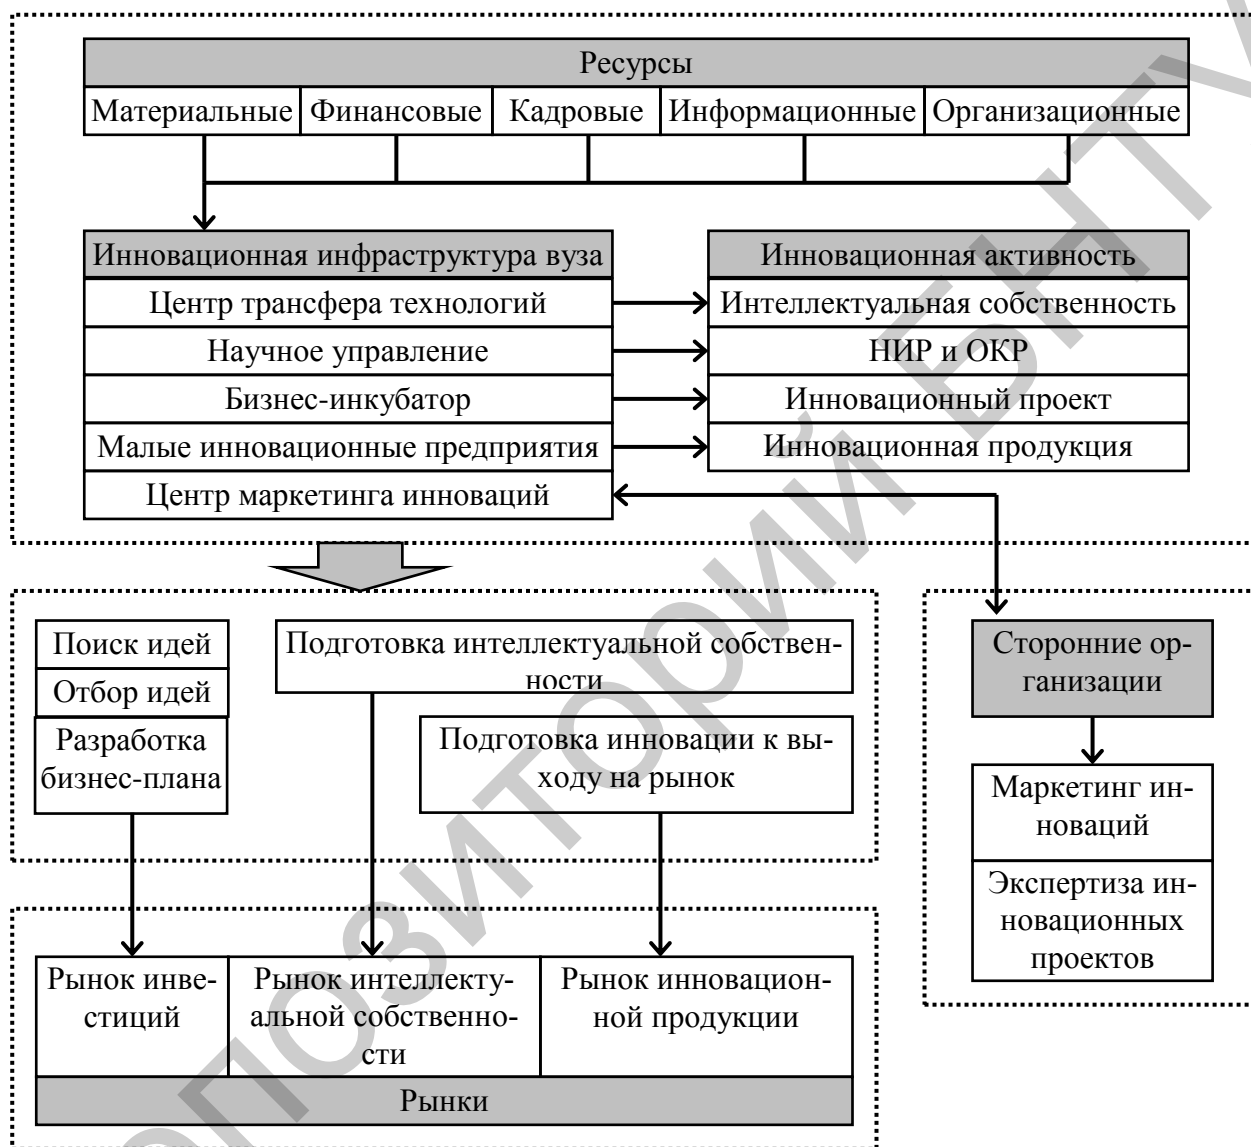 Ресурсы
Материальные Финансовые Кадровые Информационные Организационные
Инновационная инфраструктура вуза
Центр трансфера технологий
Научное управление
Бизнес-инкубатор
Малые инновационные предприятия
Центр маркетинга инноваций
Инновационная активность
Интеллектуальная собственность
НИР и ОКР
Инновационный проект
Инновационная продукция
Поиск идей
Отбор идей
Разработка
бизнес-плана
Подготовка интеллектуальной собствен-
ности
Подготовка инновации к вы-
ходу на рынок
Сторонние ор-
ганизации
Маркетинг ин-
новаций
Экспертиза ин-
новационных
проектов
Рынок инве-
стиций
Рынок интеллекту-
альной собственно-
сти
Рынок инновацион-
ной продукции
Рынки
позиторий БНТУ